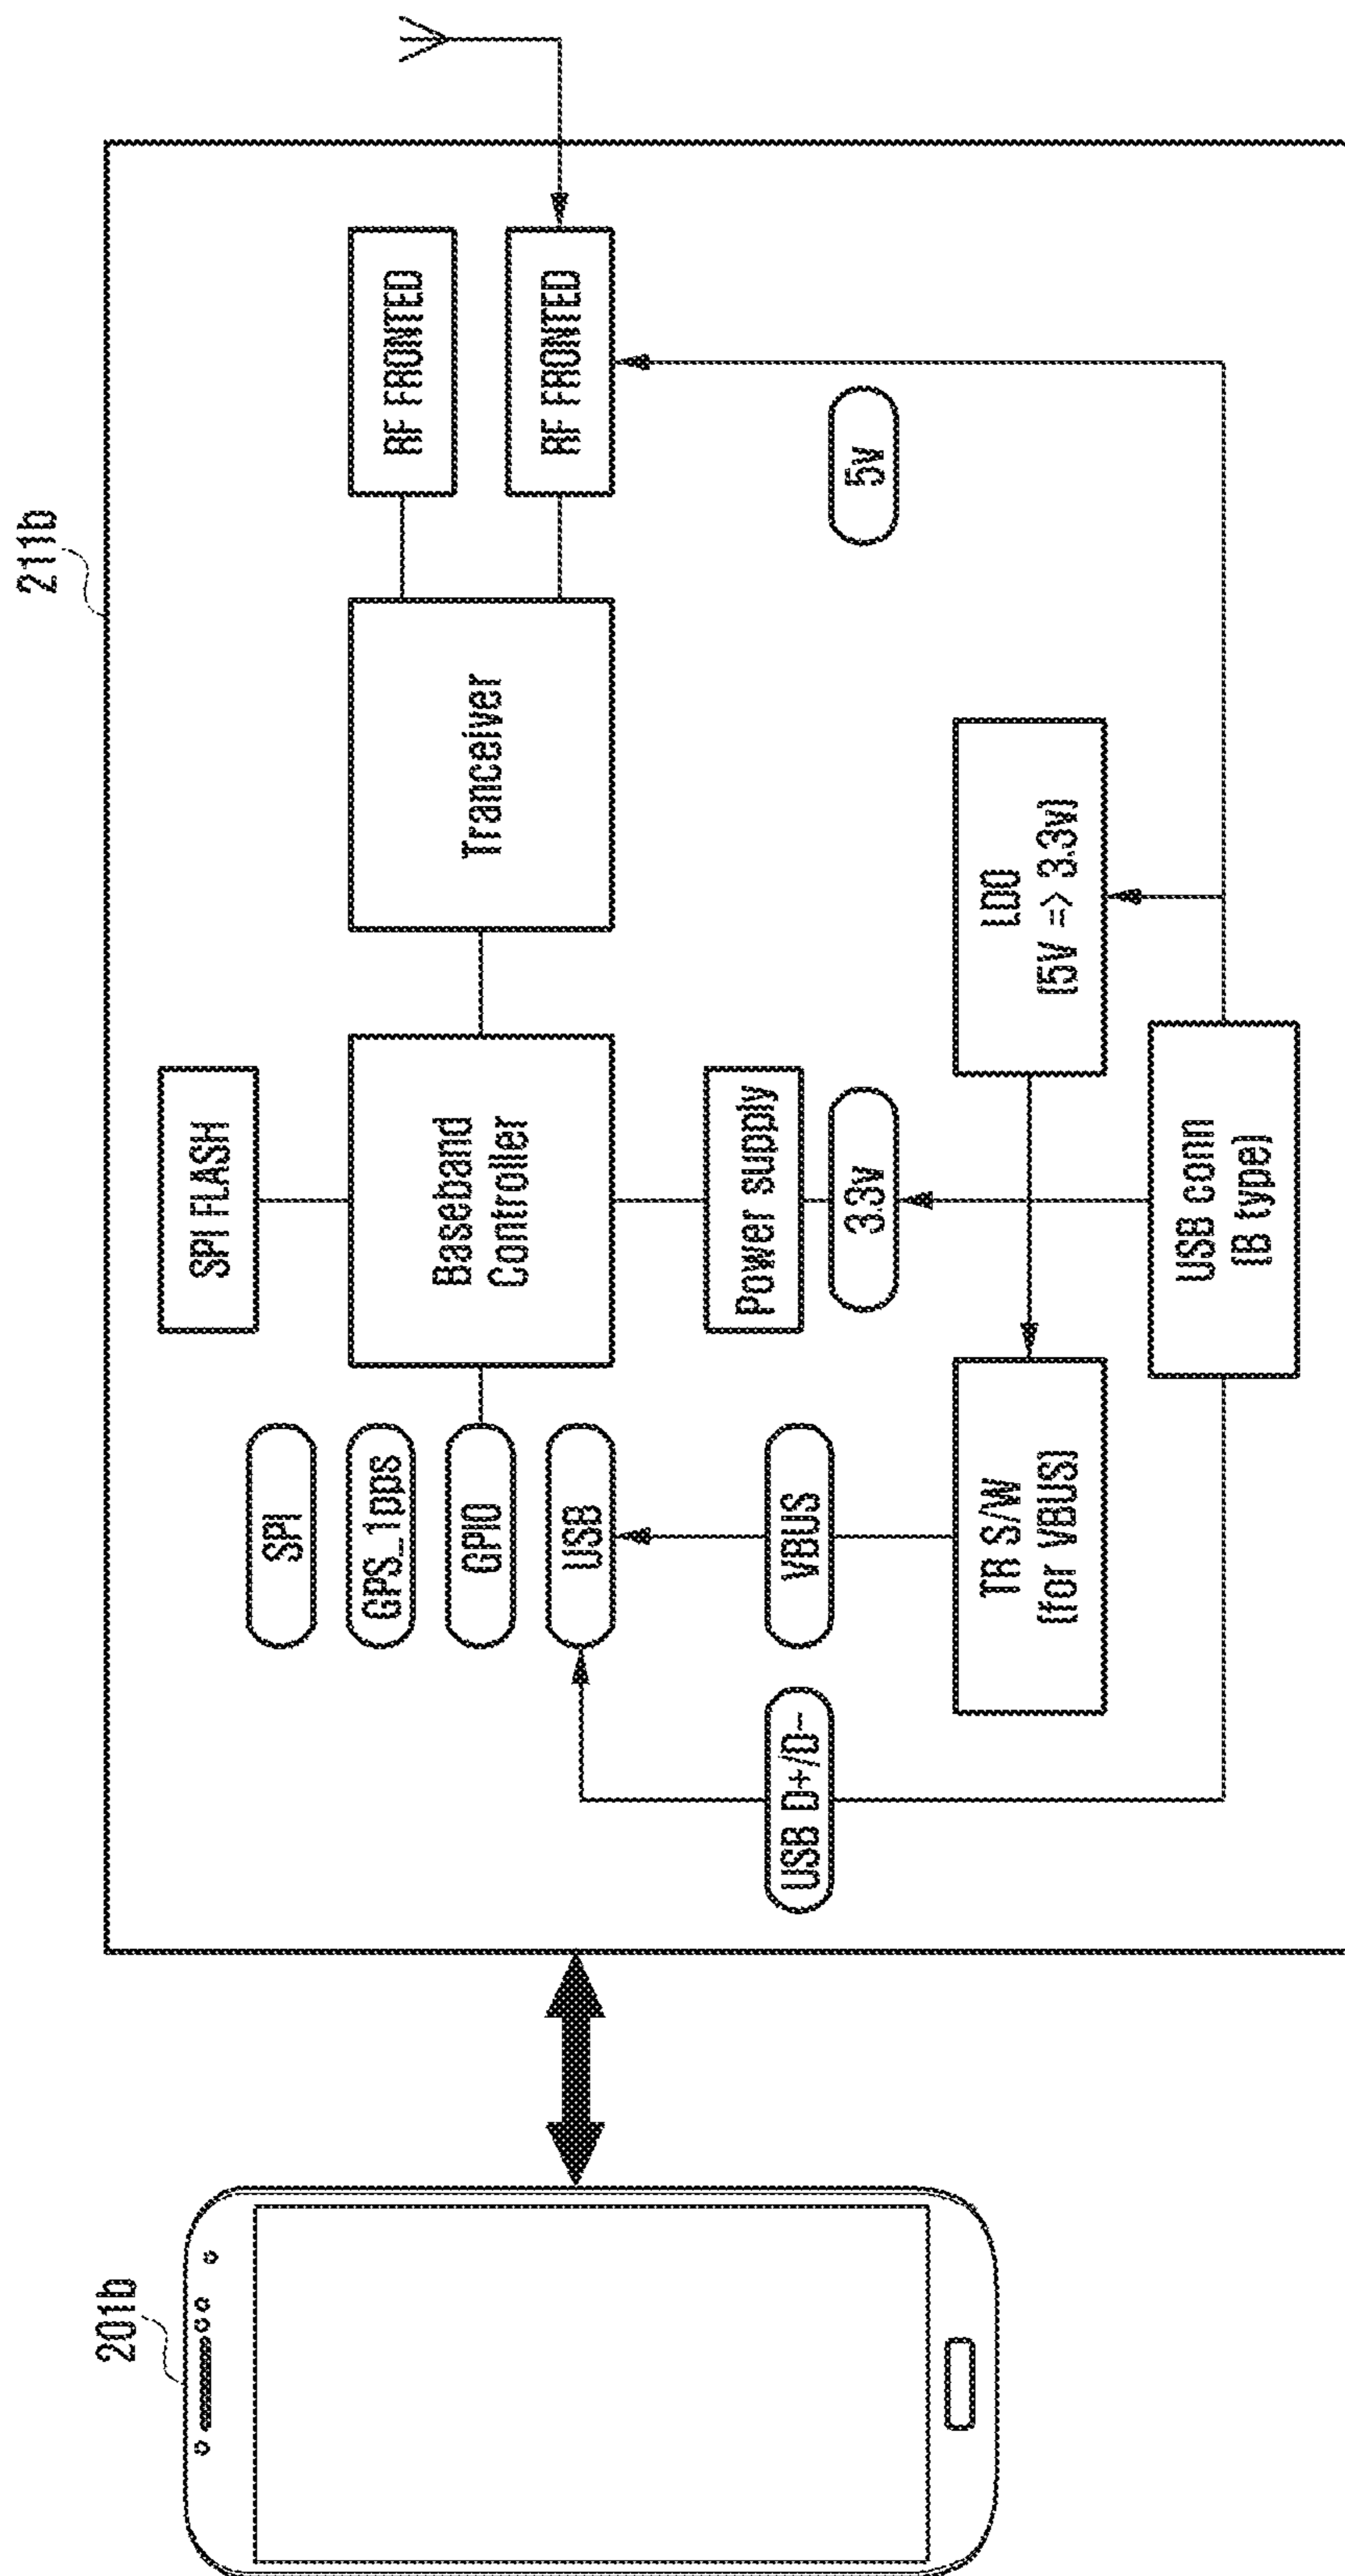 201b
211b
SPI FLASH
SPI
GPS_1pps
GPIO
USB
Baseband
Controller
Tranceiver
RF FRONTED
RF FRONTED
Power supply
USB D+/D-
VBUS
3.3v
5v
TR S/W
(for VBUS)
LDO
(5V => 3.3v)
USB conn
(B type)